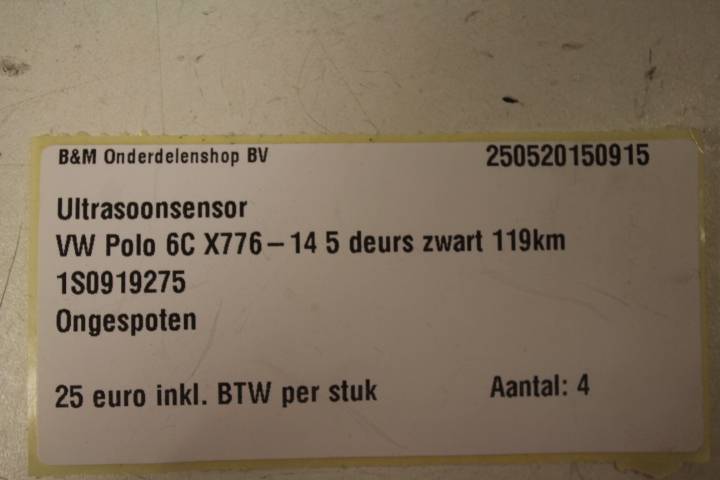 B&M Onderdelenshop BV 250520150915
Ultrasoonsensor
VW Polo 6C X776-14 5 deurs zwart 119km
1S0919275
Ongespoten
25 euro inkl. BTW per stuk Aantal: 4